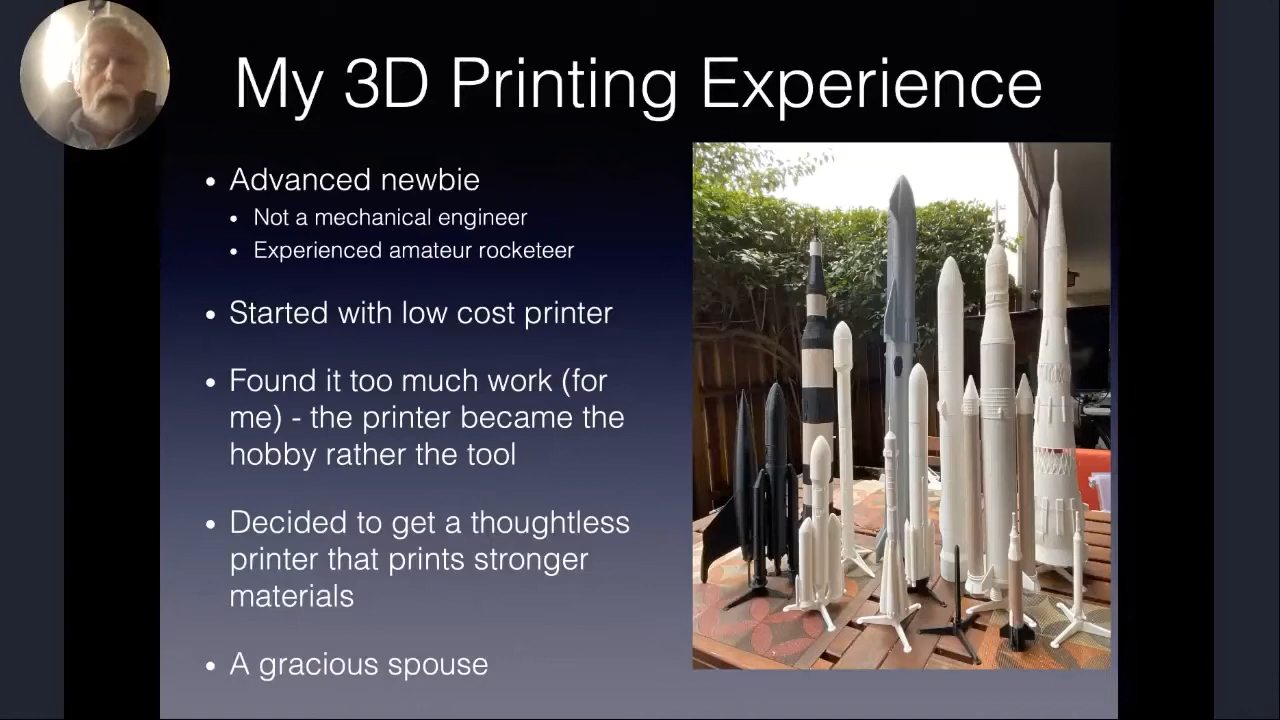 My 3D Printing Experience
• Advanced newbie
• Not a mechanical engineer
• Experienced amateur rocketeer
• Started with low cost printer
• Found it too much work (for
me) - the printer became the
hobby rather the tool
• Decided to get a thoughtless
printer that prints stronger
materials
• A gracious spouse